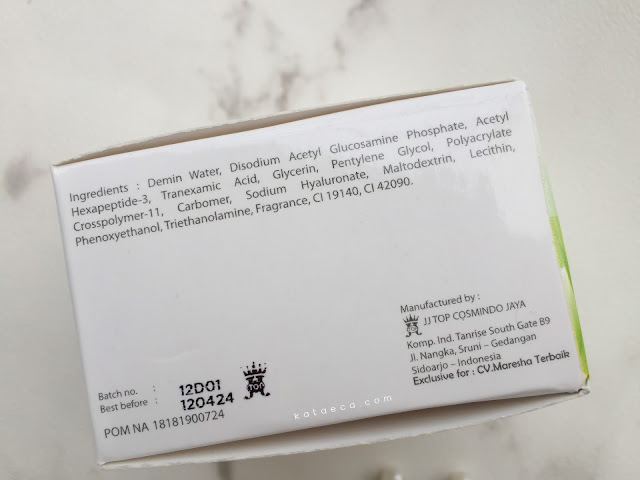 Ingredients : Demin Water, Disodium Acetyl Glucosamine Phosphate, Acetyl
Hexapeptide-3, Tranexamic Acid, Glycerin, Pentylene Glycol, Polyacrylate
Crosspolymer-11, Carbomer, Sodium Hyaluronate, Maltodextrin, Lecithin,
Phenoxyethanol, Triethanolamine, Fragrance, CI 19140, CI 42090.
Manufactured by :
JJ TOP COSMINDO JAYA
Komp. Ind. Tanrise South Gate B9
Jl. Nangka, Sruni – Gedangan
Sidoarjo – Indonesia
Exclusive for : CV.Maresha Terbaik
Batch no. : 12D01
Best before : 120424
POM NA 18181900724
TOP
kataeca.com